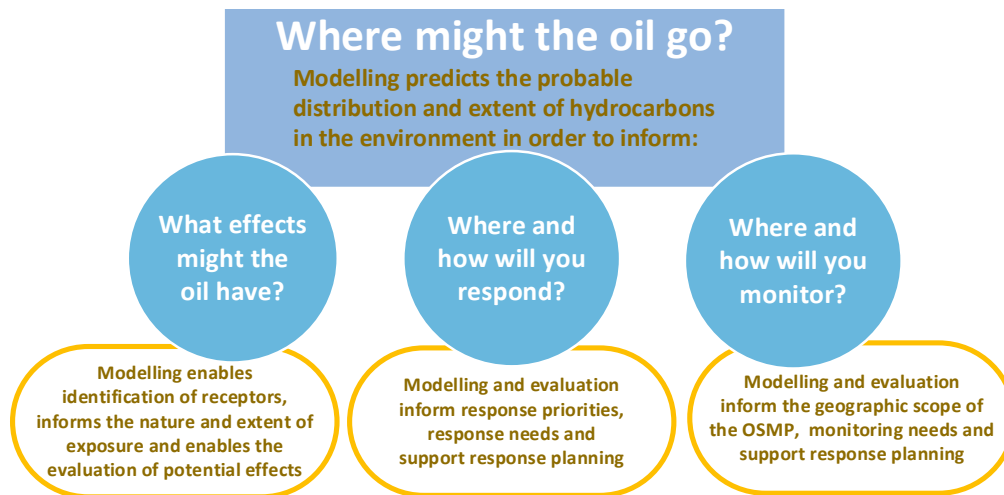 Where might the oil go?
Modelling predicts the probable
distribution and extent of hydrocarbons
in the environment in order to inform:
What effects
might the
oil have?
Where and
how will you
respond?
Where and
how will you
monitor?
Modelling enables
identification of receptors,
informs the nature and extent of
exposure and enables the
evaluation of potential effects
Modelling and evaluation
inform response priorities,
response needs and
support response planning
Modelling and evaluation
inform the geographic scope of
the OSMP,  monitoring needs and
support response planning